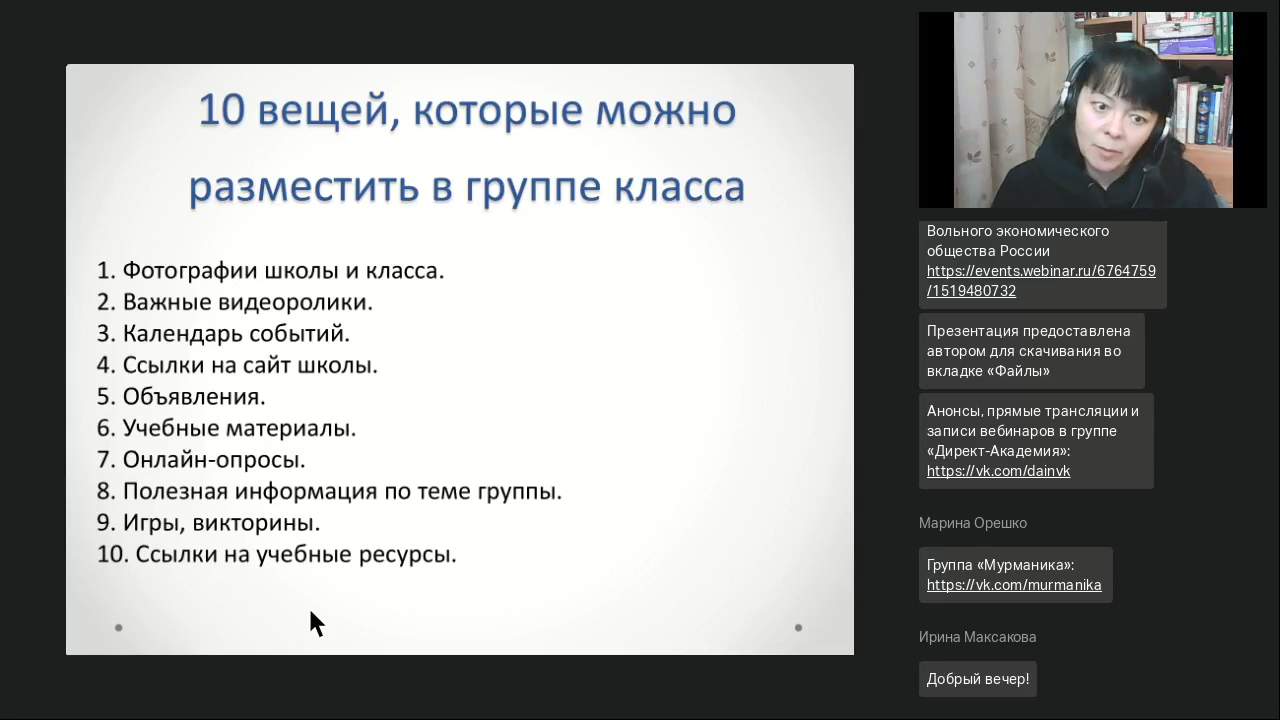 10 вещей, которые можно
разместить в группе класса
1. Фотографии школы и класса.
2. Важные видеоролики.
3. Календарь событий.
4. Ссылки на сайт школы.
5. Объявления.
6. Учебные материалы.
7. Онлайн-опросы.
8. Полезная информация по теме группы.
9. Игры, викторины.
10. Ссылки на учебные ресурсы.
Вольного экономического
общества России
https://events.webinar.ru/6764759
/1519480732
Презентация предоставлена
автором для скачивания во
вкладке «Файлы»
Анонсы, прямые трансляции и
записи вебинаров в группе
«Директ-Академия»:
https://vk.com/dainvk
Марина Орешко
Группа «Мурманика»:
https://vk.com/murmanika
Ирина Максакова
Добрый вечер!